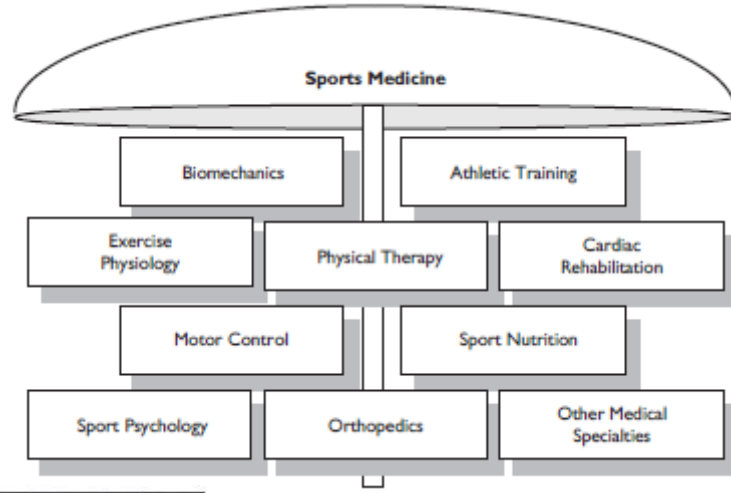 Sports Medicine
Biomechanics
Athletic Training
Exercise
Physiology
Physical Therapy
Cardiac
Rehabilitation
Motor Control
Sport Nutrition
Sport Psychology
Orthopedics
Other Medical
Specialties